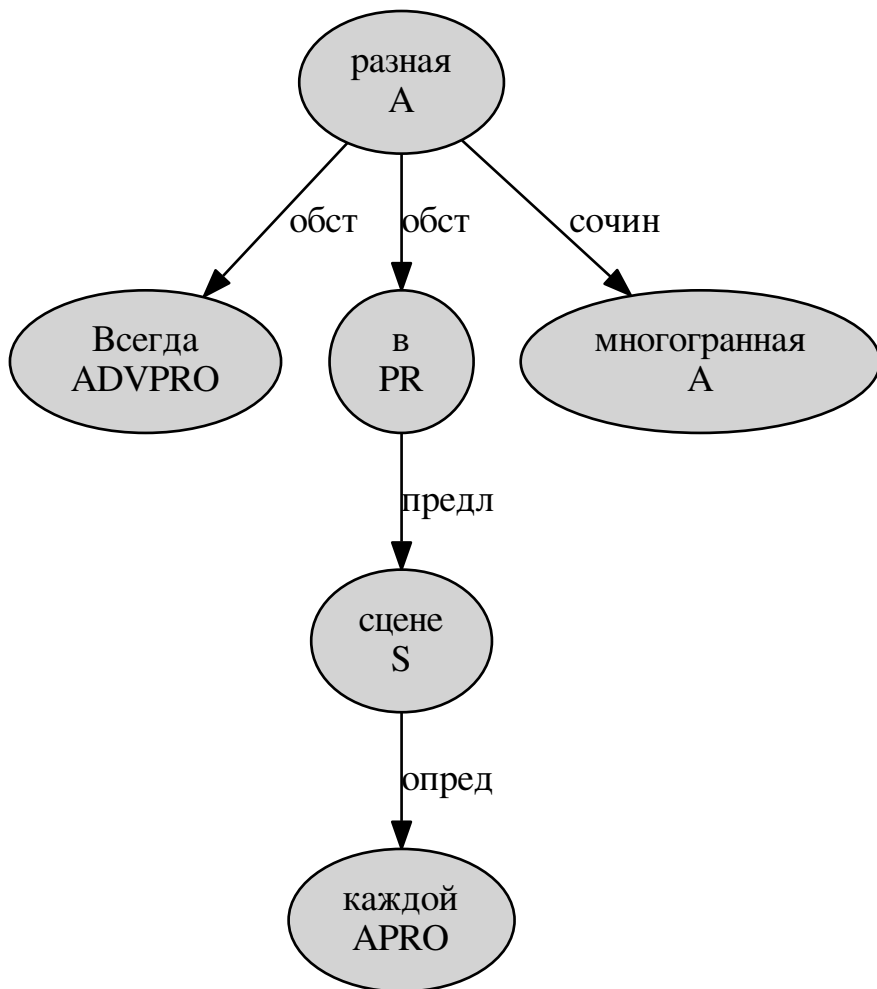 разная
A
обст
обст
сочин
Всегда
ADVPRO
в
PR
многогранная
A
предл
сцене
S
опред
каждой
APRO